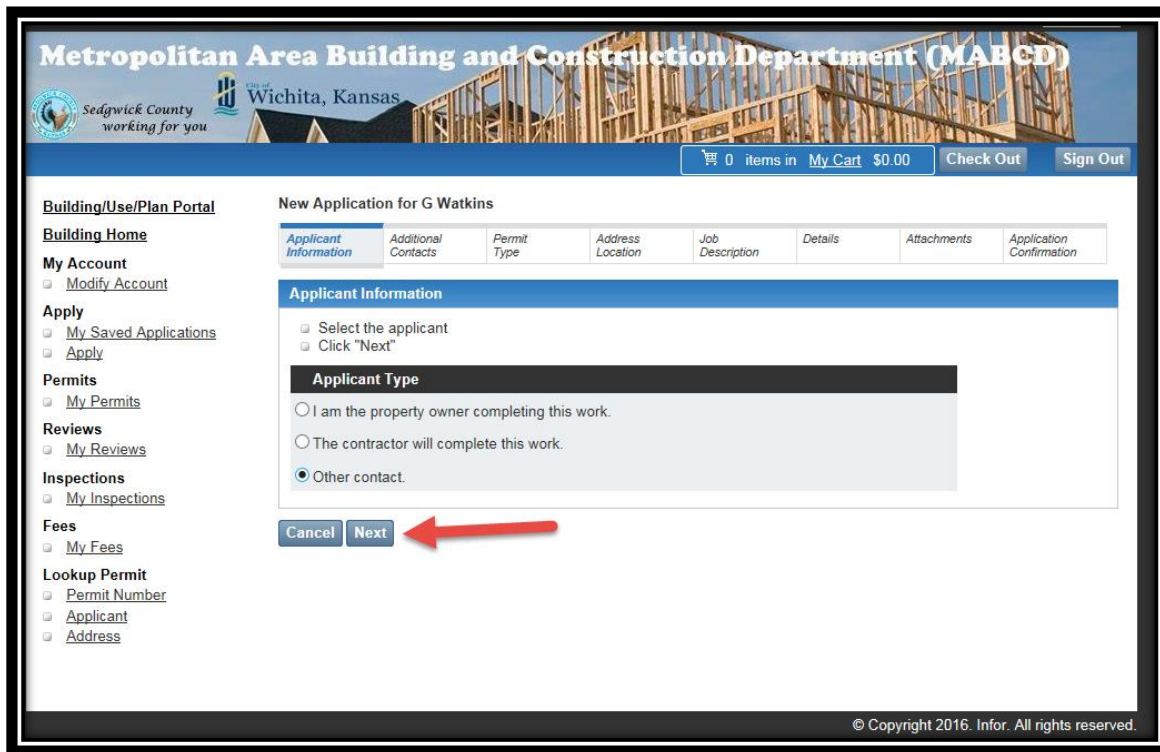 Metropolitan Area Building and Construction Department (MABCD)
Sedgwick County
working for you
City of
Wichita, Kansas
0 items in My Cart $0.00
Check Out
Sign Out
Building/Use/Plan Portal
Building Home
My Account
Modify Account
Apply
My Saved Applications
Apply
Permits
My Permits
Reviews
My Reviews
Inspections
My Inspections
Fees
My Fees
Lookup Permit
Permit Number
Applicant
Address
New Application for G Watkins
Applicant Information
Additional Contacts
Permit Type
Address Location
Job Description
Details
Attachments
Application Confirmation
Applicant Information
Select the applicant
Click "Next"
Applicant Type
I am the property owner completing this work.
The contractor will complete this work.
Other contact.
Cancel Next
© Copyright 2016. Infor. All rights reserved.